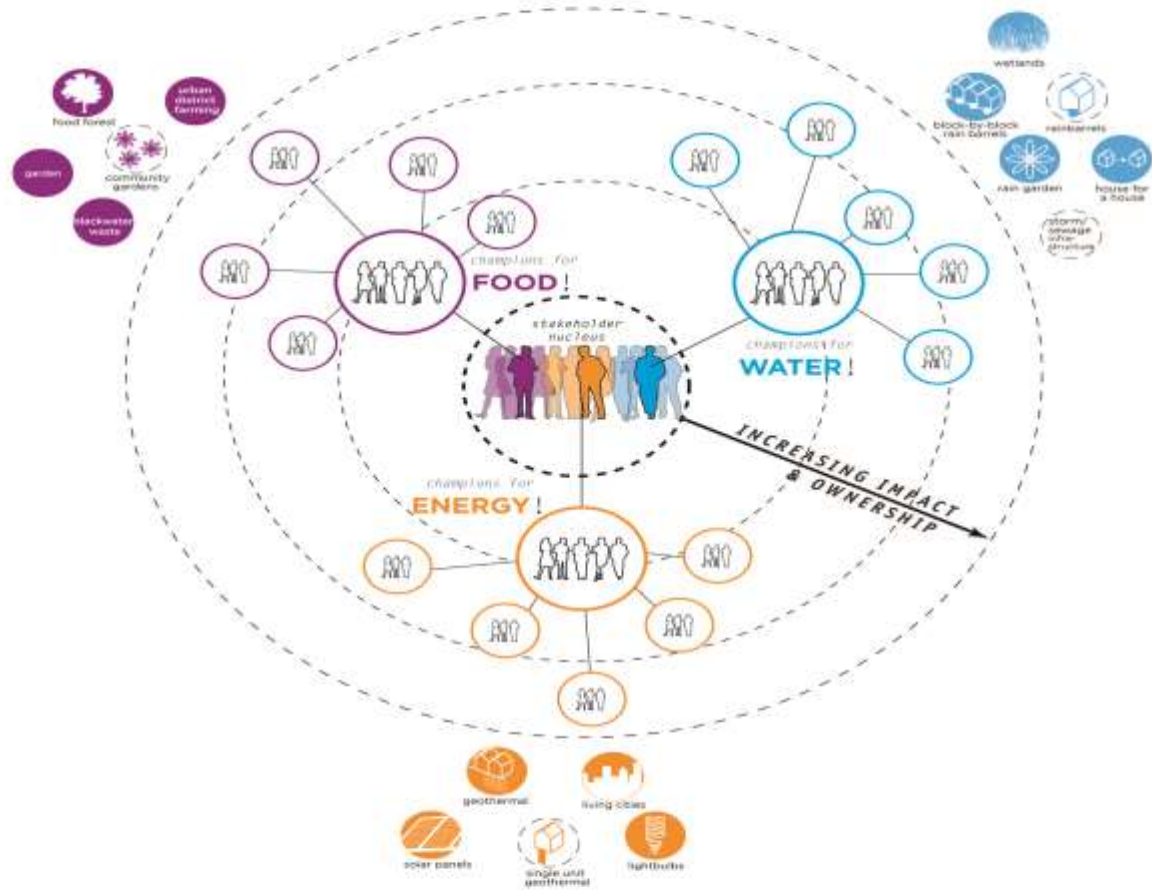 food forest
urban
district
farming
garden
community
gardens
blackwater
waste
wetlands
block-by-block
rain barrels
rainbarrels
rain garden
house for
a house
storm/
sewage
infra-
structure
champions for
FOOD!
stakeholder
nucleus
champions for
WATER!
INCREASING IMPACT
& OWNERSHIP
champions for
ENERGY!
geothermal
living cities
solar panels
single unit
geothermal
lightbulbs